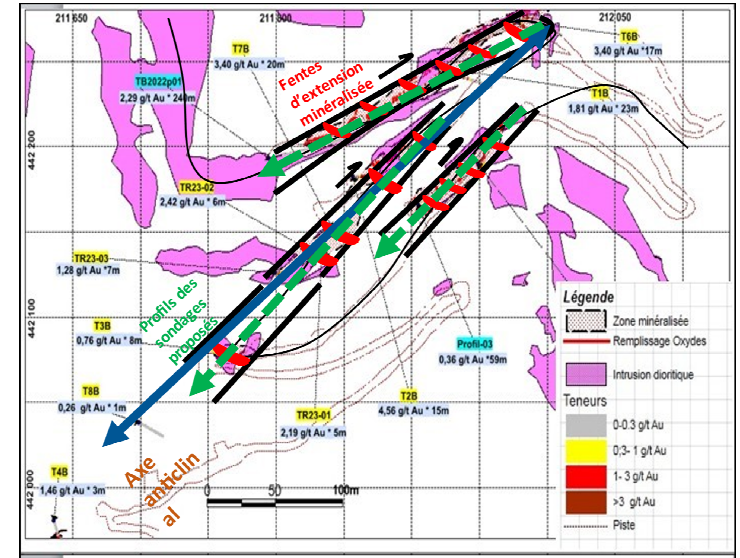 211 650
211 800
212 050
T7B
3,40 g/t Au * 20m
T6B
3,40 g/t Au *17m
TB2022p01
2,29 g/t Au * 240m
Fentes
d'extension
minéralisée
T1B
1,81 g/t Au * 23m
442 200
TR23-02
2,42 g/t Au * 6m
TR23-03
1,28 g/t Au *7m
Profils des
sondages
proposés
442 100
T3B
0,76 g/t Au * 8m
Profil-03
0,36 g/t Au *59m
T8B
0,26 g/t Au * 1m
T2B
4,56 g/t Au * 15m
TR23-01
2,19 g/t Au * 5m
Axe
anticlin
al
T4B
1,46 g/t Au * 3m
442 000
0 50 100m
Légende
Zone minéralisée
Remplissage Oxydes
Intrusion dioritique
Teneurs
0-0.3 g/t Au
0;3- 1 g/t Au
1- 3 g/t Au
>3 g/t Au
Piste